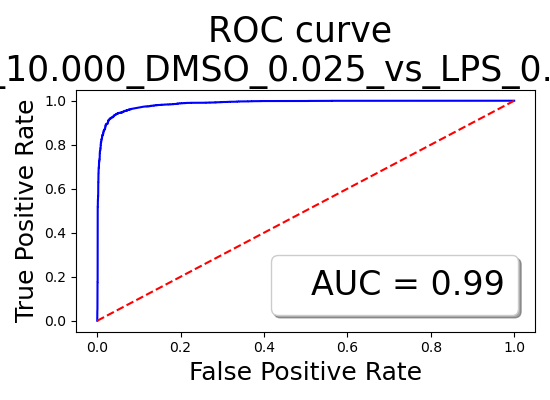 ROC curve
_10.000_DMSO_0.025_vs_LPS_0.
True Positive Rate
1.0
0.8
0.6
0.4
0.2
0.0
AUC = 0.99
0.0 0.2 0.4 0.6 0.8 1.0
False Positive Rate